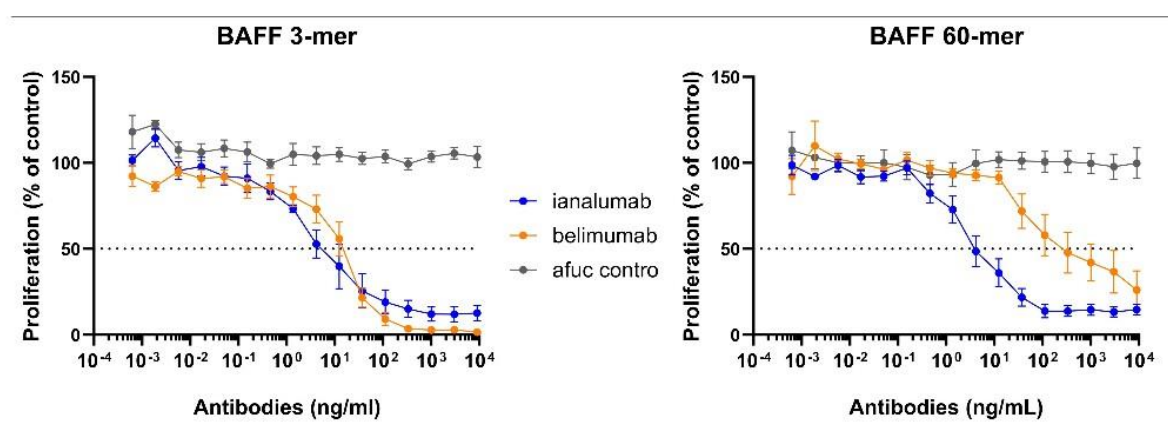 BAFF 3-mer
Proliferation (% of control)
150
100
50
0
10-4 10-3 10-2 10-1 100 101 102 103 104
Antibodies (ng/ml)
ianalumab
belimumab
afuc contro
BAFF 60-mer
Proliferation (% of control)
150
100
50
0
10-4 10-3 10-2 10-1 100 101 102 103 104
Antibodies (ng/mL)